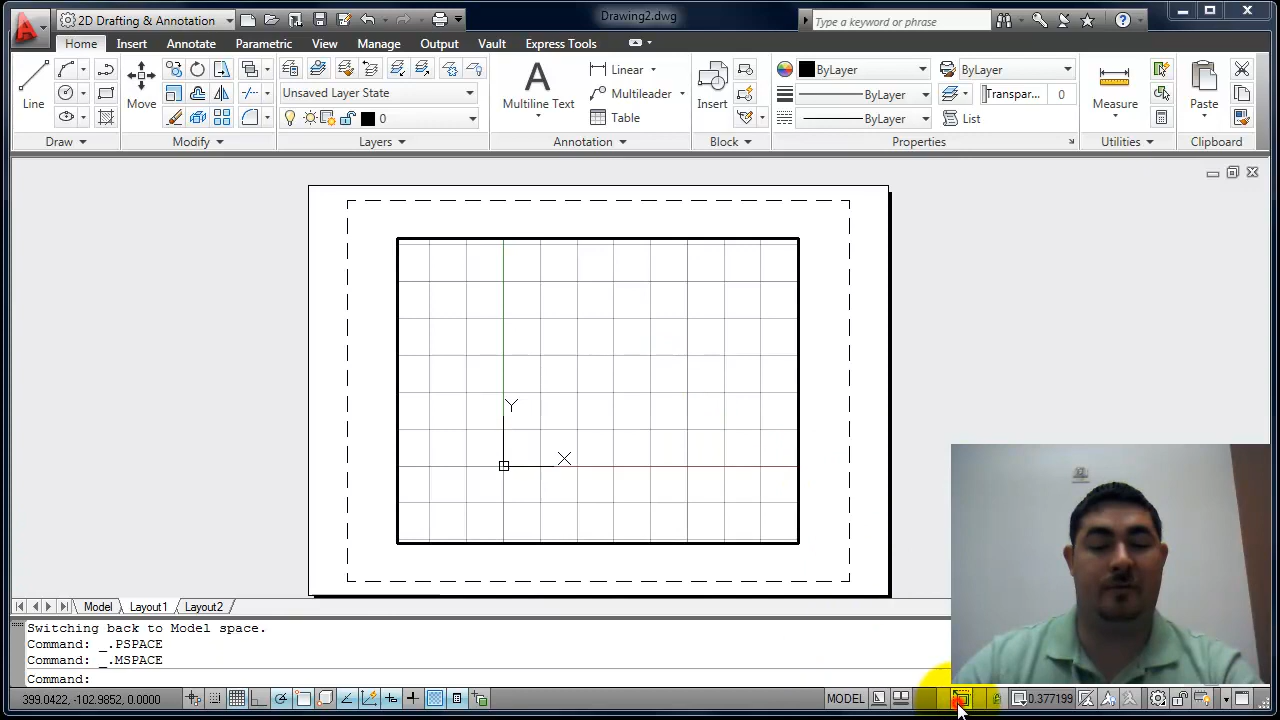 2D Drafting & Annotation
Drawing2.dwg
Type a keyword or phrase
Home Insert Annotate Parametric View Manage Output Vault Express Tools
Line
Move
Unsaved Layer State
0
Multiline Text
Linear
Multileader
Table
Insert
ByLayer
ByLayer
ByLayer
ByLayer
Transpar... 0
List
Measure
Paste
Draw Modify Layers Annotation Block Properties Utilities Clipboard
Y
X
Model Layout1 Layout2
Switching back to Model space.
Command: _.PSPACE
Command: _.MSPACE
Command:
399.0422, -102.9852, 0.0000
MODEL
0.377199